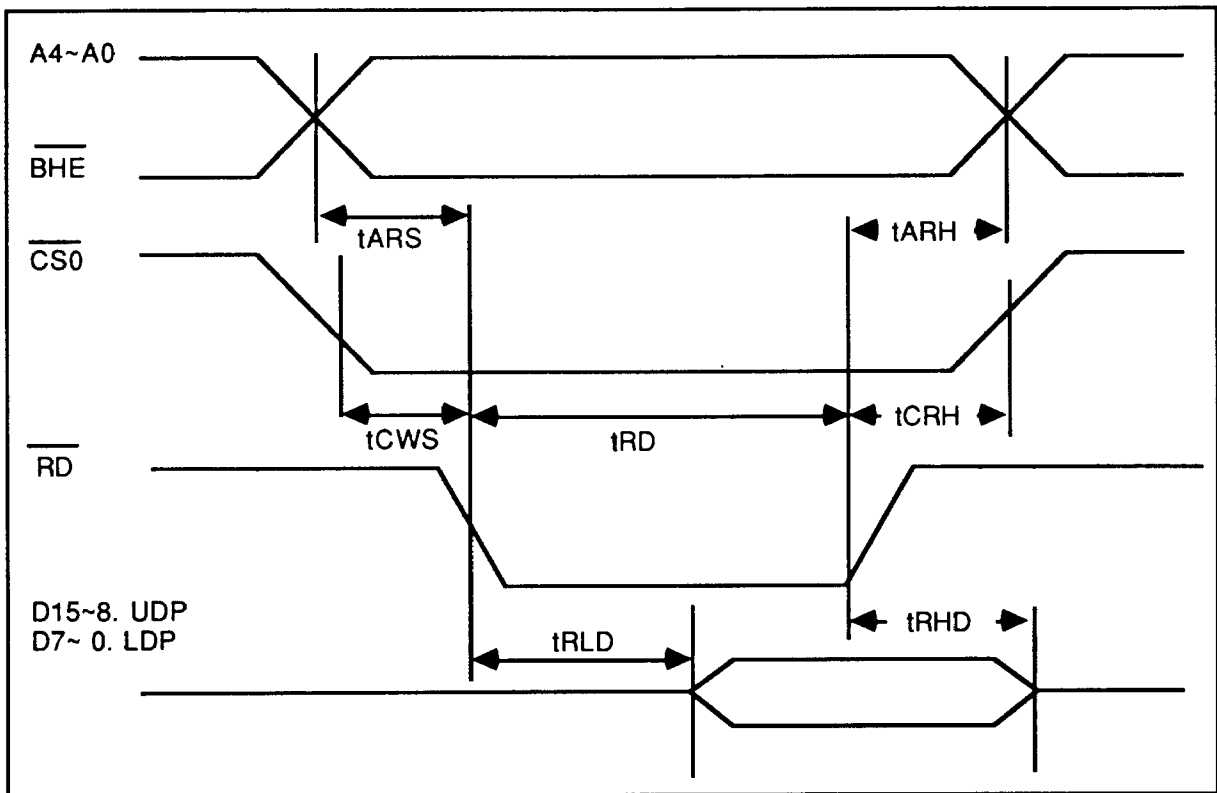 A4~A0
BHE
tARS
tARH
CS0
tCWS
tRD
tCRH
RD
D15~8. UDP
D7~ 0. LDP
tRLD
tRHD